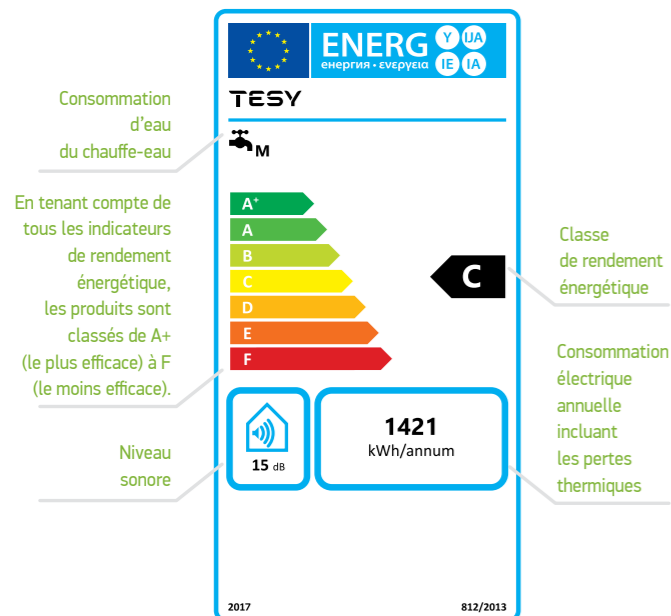 ENERG
енергия · ενεργεια
Y IJA
IE IA
TESY
M
Consommation
d'eau
du chauffe-eau
En tenant compte de
tous les indicateurs
de rendement
énergétique,
les produits sont
classés de A+
(le plus efficace) à F
(le moins efficace).
A+
A
B
C
D
E
F
C
Classe
de rendement
énergétique
Niveau
sonore
15 dB
1421
kWh/annum
Consommation
électrique
annuelle
incluant
les pertes
thermiques
2017
812/2013